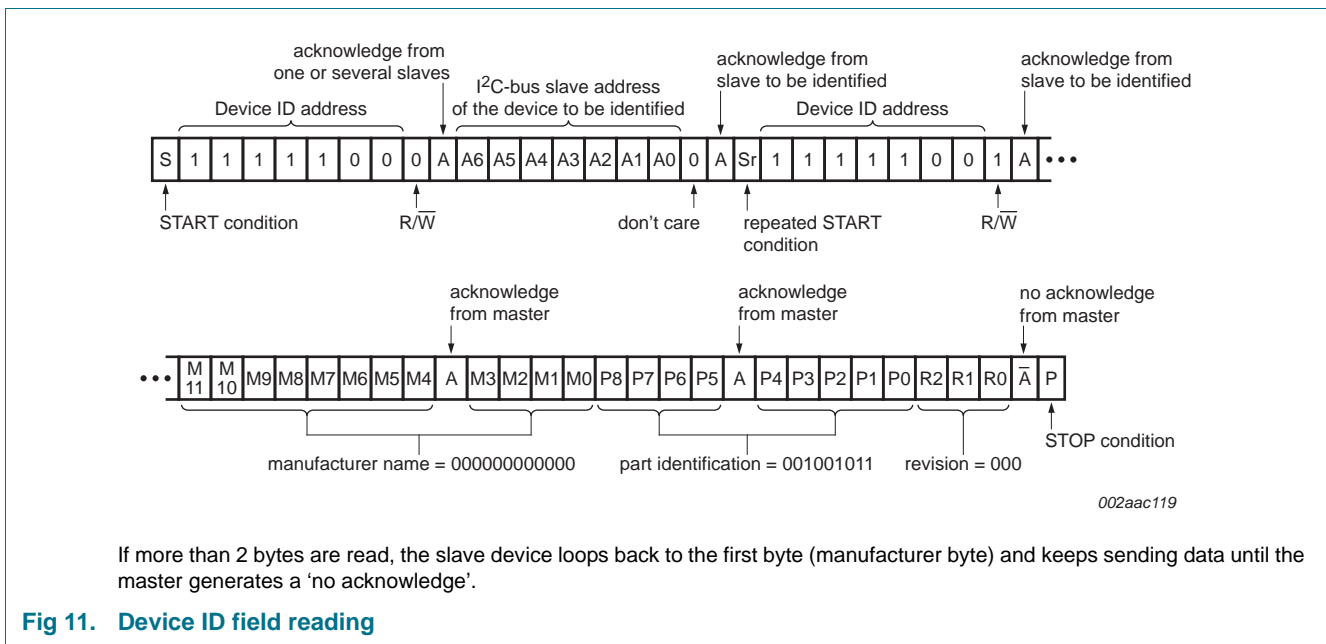 acknowledge from
one or several slaves
I2C-bus slave address
of the device to be identified
acknowledge from
slave to be identified
acknowledge from
slave to be identified
Device ID address
Device ID address
S 1 1 1 1 1 0 0 0 A A6 A5 A4 A3 A2 A1 A0 0 A Sr 1 1 1 1 1 0 0 1 A •••
START condition
R/W̅
don't care
repeated START
condition
R/W̅
acknowledge
from master
acknowledge
from master
no acknowledge
from master
••• M11 M10 M9 M8 M7 M6 M5 M4 A M3 M2 M1 M0 P8 P7 P6 P5 A P4 P3 P2 P1 P0 R2 R1 R0 A̅ P
STOP condition
manufacturer name = 000000000000
part identification = 001001011
revision = 000
002aac119
If more than 2 bytes are read, the slave device loops back to the first byte (manufacturer byte) and keeps sending data until the
master generates a ‘no acknowledge’.
Fig 11. Device ID field reading